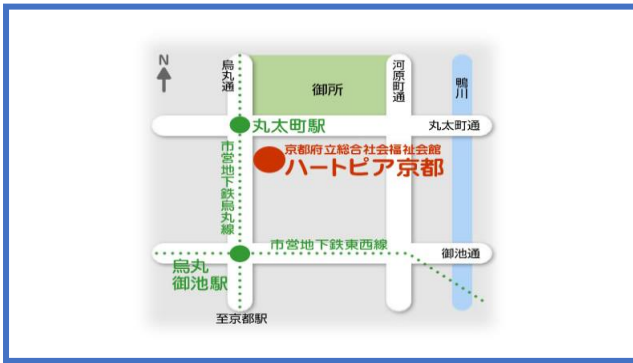 N
烏丸通
御所
河原町通
鴨川
丸太町駅
丸太町通
京都府立総合社会福祉会館
ハートピア京都
市営地下鉄烏丸線
市営地下鉄東西線
御池通
烏丸
御池駅
至京都駅